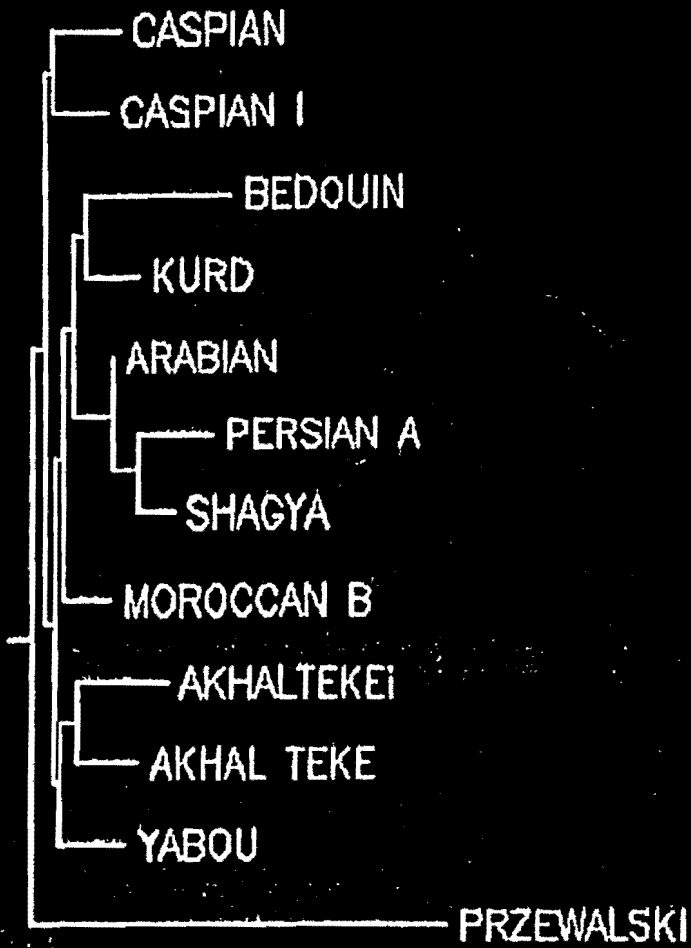 CASPIAN
CASPIAN I
BEDOUIN
KURD
ARABIAN
PERSIAN A
SHAGYA
MOROCCAN B
AKHALTEKEi
AKHAL TEKE
YABOU
PRZEWALSKI